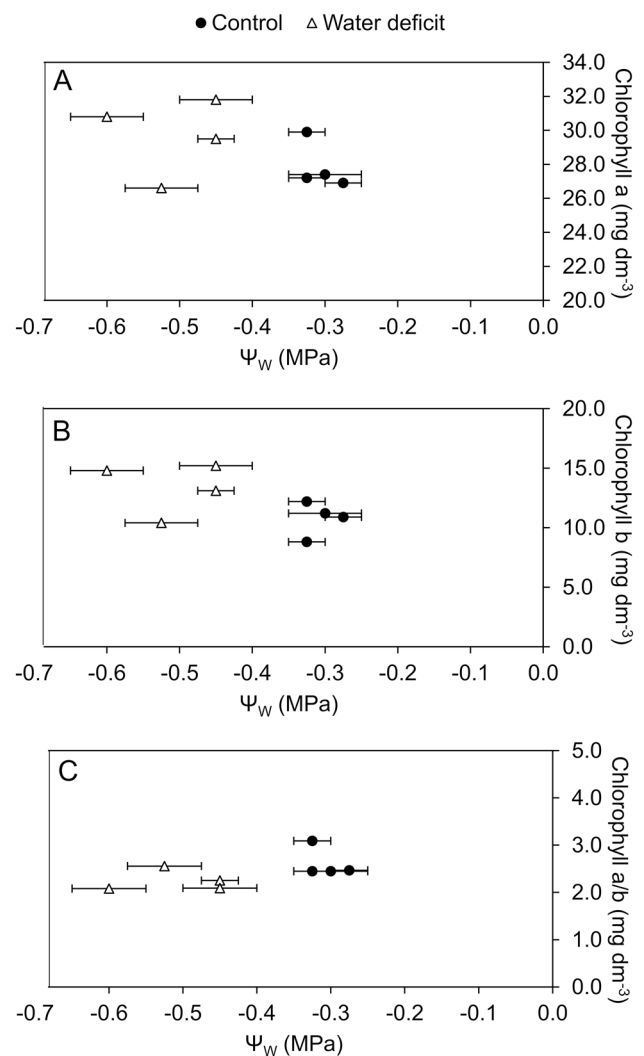 ● Control △ Water deficit
A
34.0
32.0
30.0
28.0
26.0
24.0
22.0
20.0
Chlorophyll a (mg dm⁻³)
-0.7 -0.6 -0.5 -0.4 -0.3 -0.2 -0.1 0.0
Ψ_W (MPa)
B
20.0
15.0
10.0
5.0
0.0
Chlorophyll b (mg dm⁻³)
-0.7 -0.6 -0.5 -0.4 -0.3 -0.2 -0.1 0.0
Ψ_W (MPa)
C
5.0
4.0
3.0
2.0
1.0
0.0
Chlorophyll a/b (mg dm⁻³)
-0.7 -0.6 -0.5 -0.4 -0.3 -0.2 -0.1 0.0
Ψ_W (MPa)